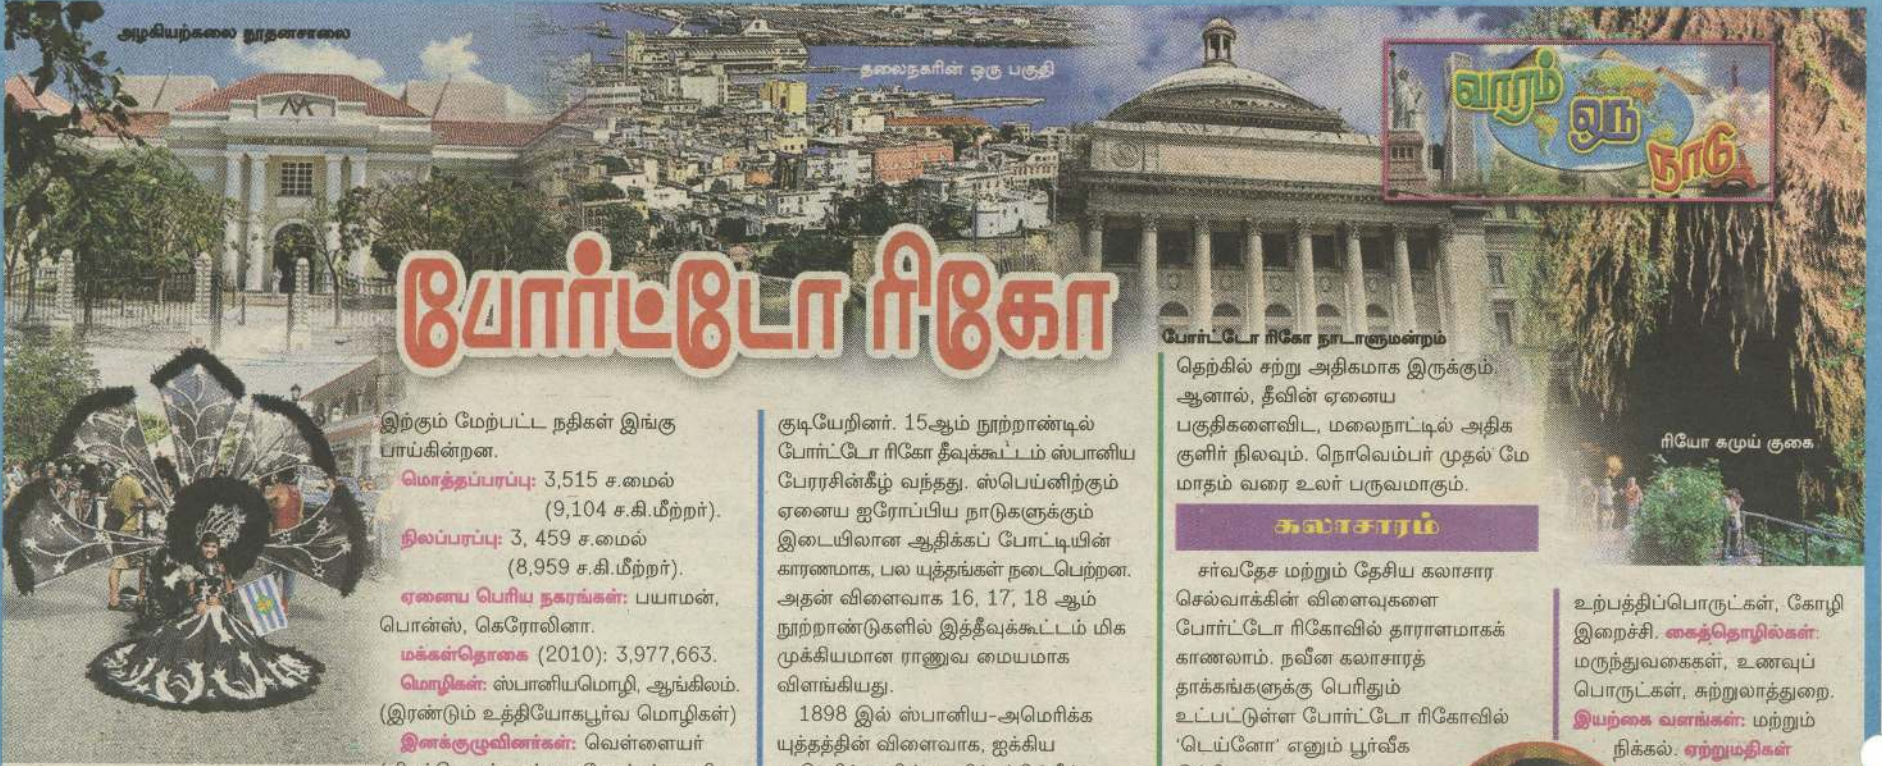 அழகியற்கலை நூதனசாலை
தலைநகரின் ஒரு பகுதி
வாரம்
ஒரு
நாடு
போர்ட்டோ ரிகோ
இற்கும் மேற்பட்ட நதிகள் இங்கு
பாய்கின்றன.
மொத்தப்பரப்பு: 3,515 ச.மைல்
(9,104 ச.கி.மீற்றர்).
நிலப்பரப்பு: 3, 459 ச.மைல்
(8,959 ச.கி.மீற்றர்).
ஏனைய பெரிய நகரங்கள்: பயாமன்,
பொன்ஸ், கெரோலினா.
மக்கள்தொகை (2010): 3,977,663.
மொழிகள்: ஸ்பானியமொழி, ஆங்கிலம்.
(இரண்டும் உத்தியோகபூர்வ மொழிகள்)
இனக்குழுவினர்கள்: வெள்ளையர்
குடியேறினர். 15ஆம் நூற்றாண்டில்
போர்ட்டோ ரிகோ தீவுக்கூட்டம் ஸ்பானிய
பேரரசின்கீழ் வந்தது. ஸ்பெய்னிற்கும்
ஏனைய ஐரோப்பிய நாடுகளுக்கும்
இடையிலான ஆதிக்கப் போட்டியின்
காரணமாக, பல யுத்தங்கள் நடைபெற்றன.
அதன் விளைவாக 16, 17, 18 ஆம்
நூற்றாண்டுகளில் இத்தீவுக்கூட்டம் மிக
முக்கியமான ராணுவ மையமாக
விளங்கியது.
1898 இல் ஸ்பானிய-அமெரிக்க
யுத்தத்தின் விளைவாக, ஐக்கிய
போர்ட்டோ ரிகோ நாடாளுமன்றம்
தெற்கில் சற்று அதிகமாக இருக்கும்.
ஆனால், தீவின் ஏனைய
பகுதிகளைவிட, மலைநாட்டில் அதிக
குளிர் நிலவும். நொவெம்பர் முதல் மே
மாதம் வரை உலர் பருவமாகும்.
கலாசாரம்
சர்வதேச மற்றும் தேசிய கலாசார
செல்வாக்கின் விளைவுகளை
போர்ட்டோ ரிகோவில் தாராளமாகக்
காணலாம். நவீன கலாசாரத்
தாக்கங்களுக்கு பெரிதும்
உட்பட்டுள்ள போர்ட்டோ ரிகோவில்
‘டெய்னோ’ எனும் பூர்வீக
ரியோ கமுய் குகை
உற்பத்திப்பொருட்கள், கோழி
இறைச்சி. கைத்தொழில்கள்:
மருந்துவகைகள், உணவுப்
பொருட்கள், சுற்றுலாத்துறை.
இயற்கை வளங்கள்: மற்றும்
நிக்கல். ஏற்றுமதிகள்